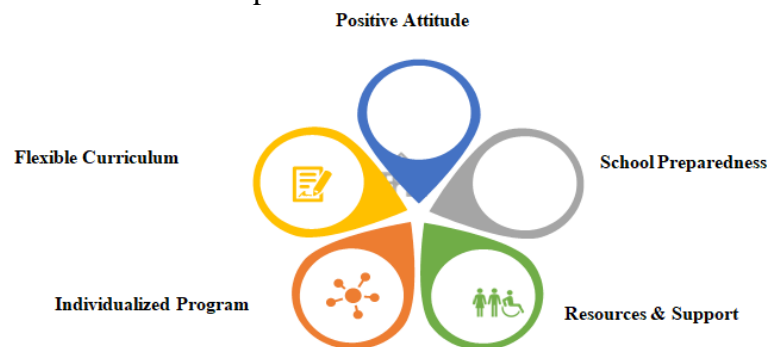 Positive Attitude
Flexible Curriculum
School Preparedness
Individualized Program
Resources & Support